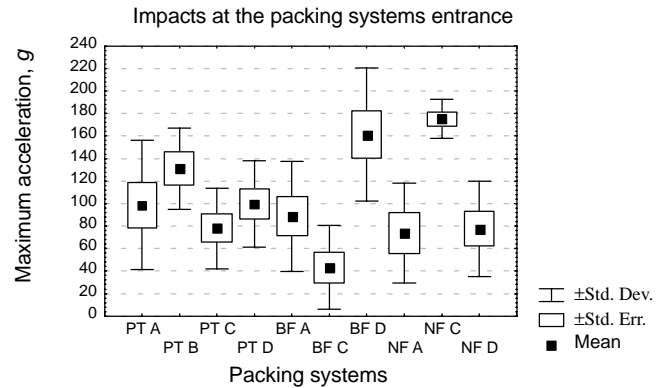 Impacts at the packing systems entrance
Maximum acceleration, g
240
220
200
180
160
140
120
100
80
60
40
20
0
PT A PT C BF A BF D NF C
PT B PT D BF C NF A NF D
Packing systems
±Std. Dev.
±Std. Err.
Mean